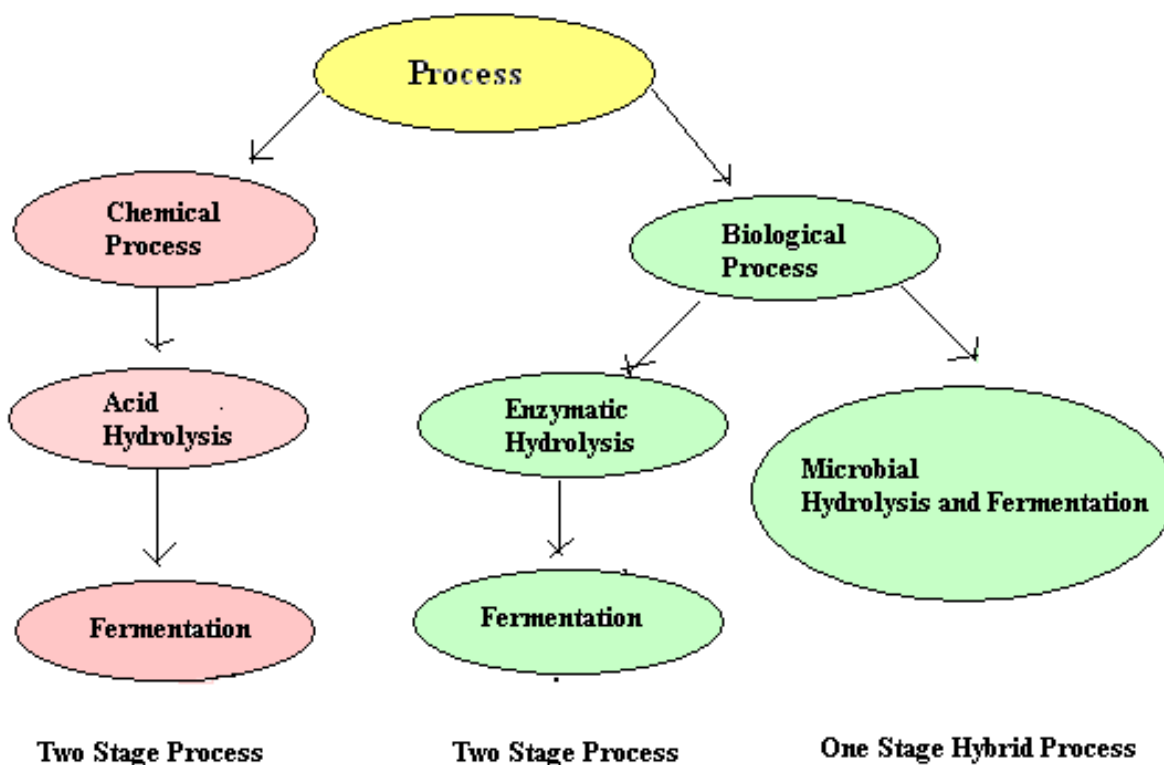 Process
Chemical
Process
Biological
Process
Acid
Hydrolysis
Enzymatic
Hydrolysis
Microbial
Hydrolysis and Fermentation
Fermentation
Fermentation
Two Stage Process
Two Stage Process
One Stage Hybrid Process